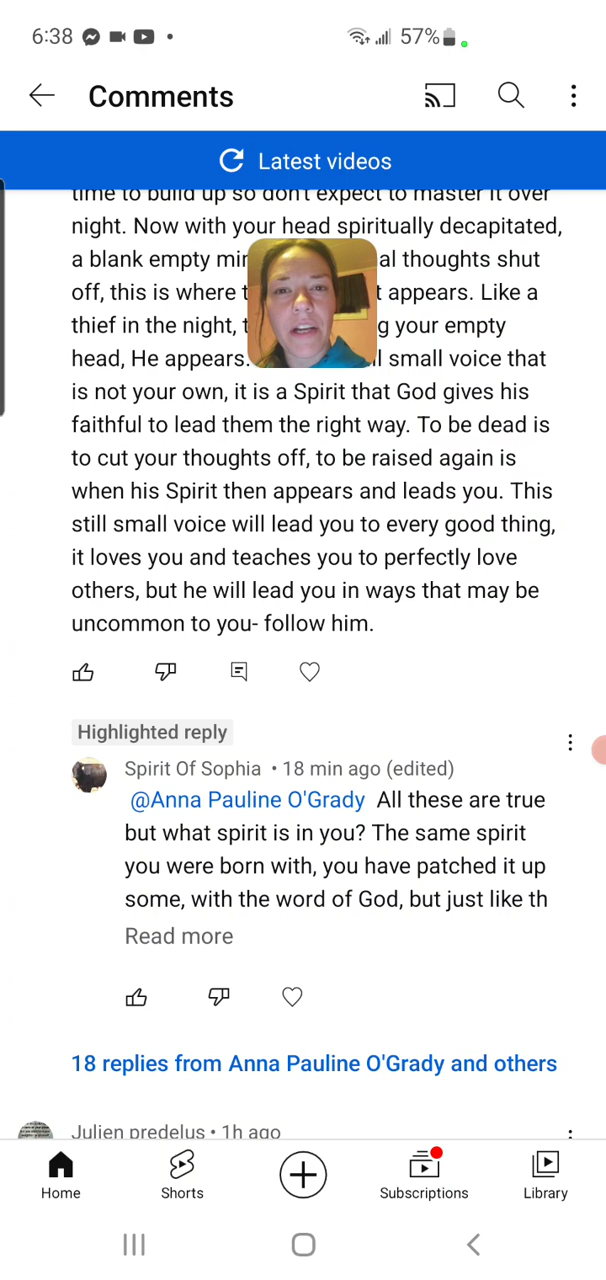 6:38
57%
Comments
Latest videos
time to build up so don't expect to master it over
night. Now with your head spiritually decapitated,
a blank empty al thoughts shut
off, this is where appears. Like a
thief in the night, your empty
head, He appears. small voice that
is not your own, it is a Spirit that God gives his
faithful to lead them the right way. To be dead is
to cut your thoughts off, to be raised again is
when his Spirit then appears and leads you. This
still small voice will lead you to every good thing,
it loves you and teaches you to perfectly love
others, but he will lead you in ways that may be
uncommon to you- follow him.
Highlighted reply
Spirit Of Sophia • 18 min ago (edited)
@Anna Pauline O'Grady All these are true
but what spirit is in you? The same spirit
you were born with, you have patched it up
some, with the word of God, but just like th
Read more
18 replies from Anna Pauline O'Grady and others
Julien predelus • 1h ago
Home Shorts Subscriptions Library